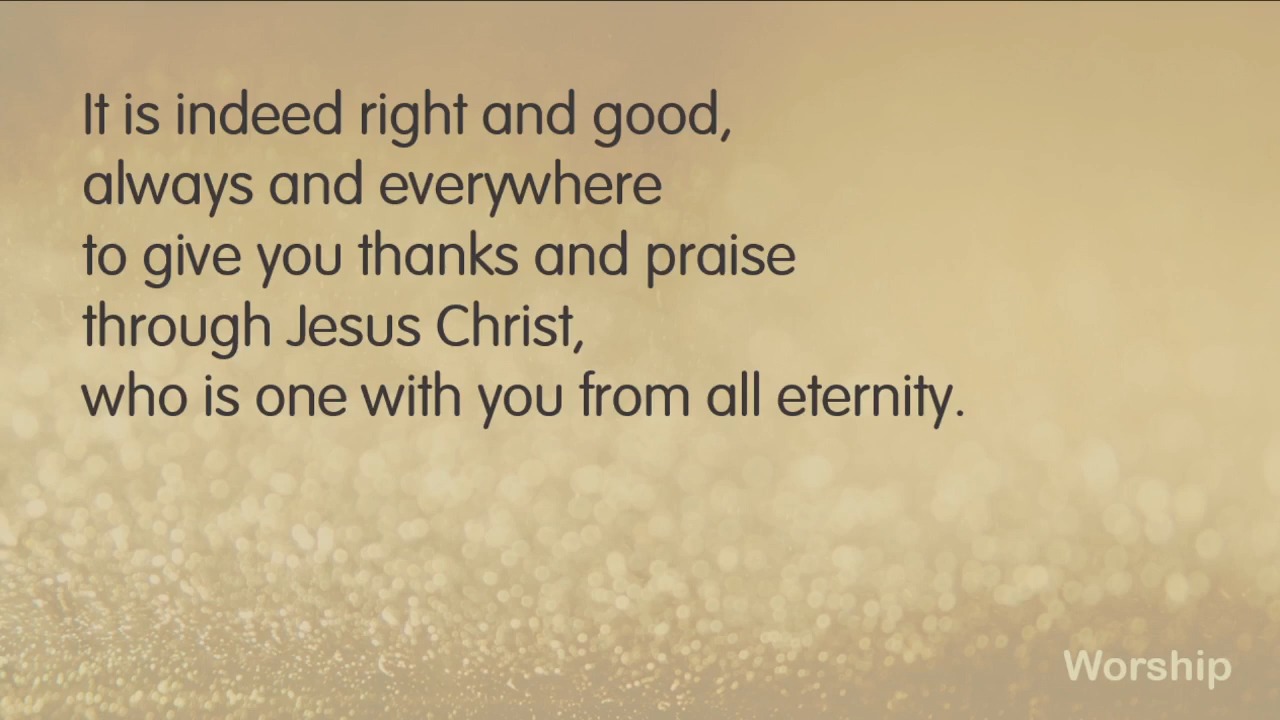 It is indeed right and good,
always and everywhere
to give you thanks and praise
through Jesus Christ,
who is one with you from all eternity.
Worship